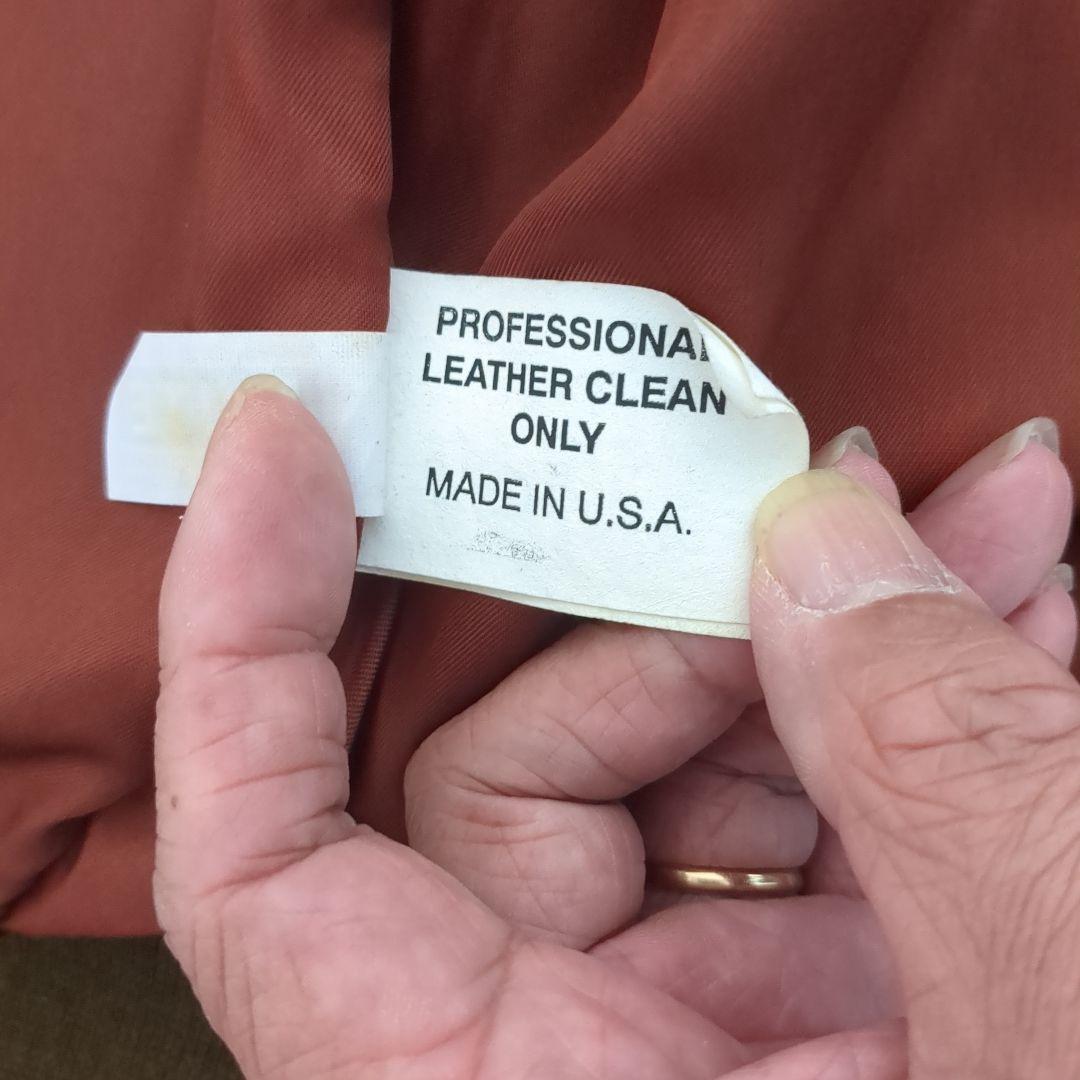 PROFESSIONAL
LEATHER CLEAN
ONLY
MADE IN U.S.A.